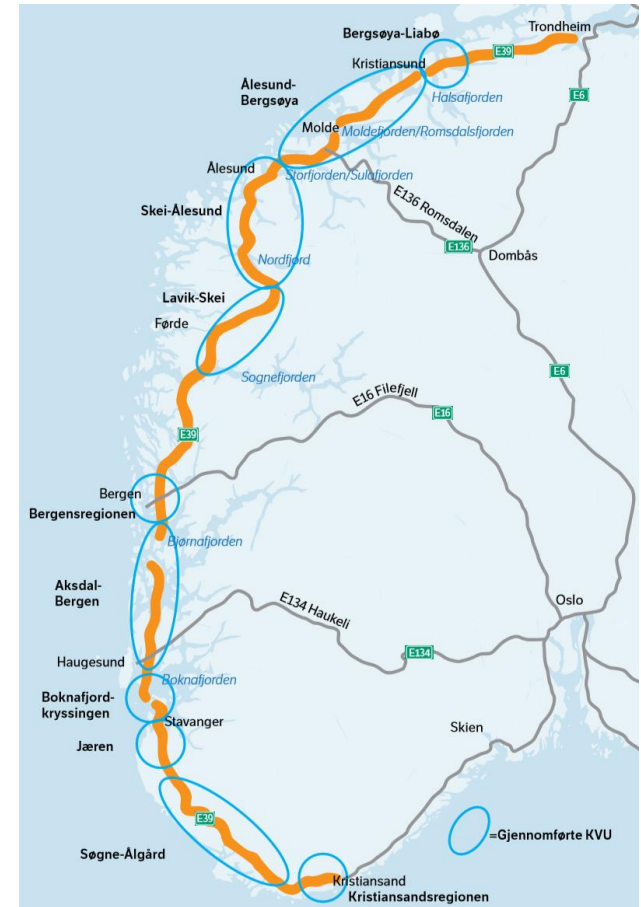 Trondheim
Bergsøya-Liabø
E39
Kristiansund
Halsafjorden
Ålesund-
Bergsøya
E6
Molde
Moldefjorden/Romsdalsfjorden
Ålesund
Storfjorden/Sulafjorden
E136 Romsdalen
E136
Skei-Ålesund
Dombås
Nordfjord
Lavik-Skei
Førde
Sognefjorden
E6
E16 Filefjell
E16
E39
Bergen
Bergensregionen
Bjørnafjorden
Aksdal-
Bergen
Oslo
E134 Haukeli
E134
Haugesund
Boknafjorden
Boknafjord-
kryssingen
Stavanger
Skien
Jæren
E39
=Gjennomførte KVU
Søgne-Ålgård
Kristiansand
Kristiansandsregionen